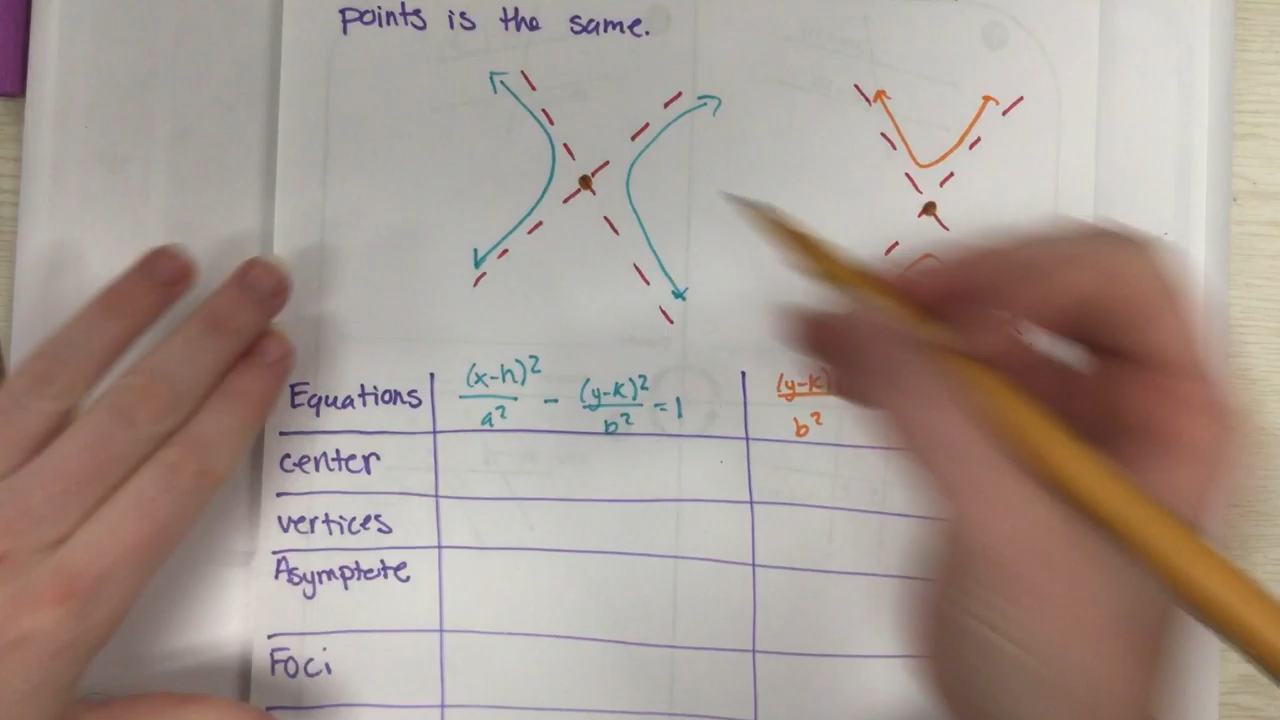 points is the same.
Equations (x-h)²/a² - (y-k)²/b² = 1 (y-k)/b²
center
vertices
Asymptote
Foci